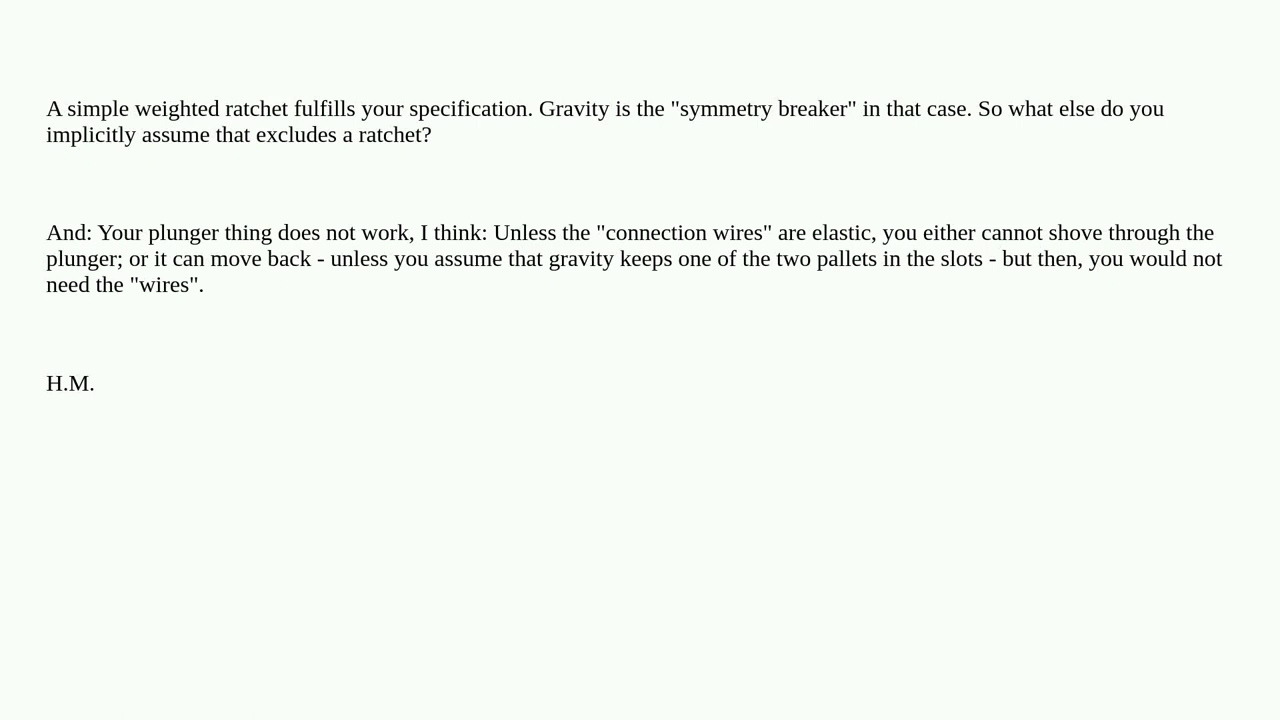 A simple weighted ratchet fulfills your specification. Gravity is the "symmetry breaker" in that case. So what else do you
implicitly assume that excludes a ratchet?
And: Your plunger thing does not work, I think: Unless the "connection wires" are elastic, you either cannot shove through the
plunger; or it can move back - unless you assume that gravity keeps one of the two pallets in the slots - but then, you would not
need the "wires".
H.M.